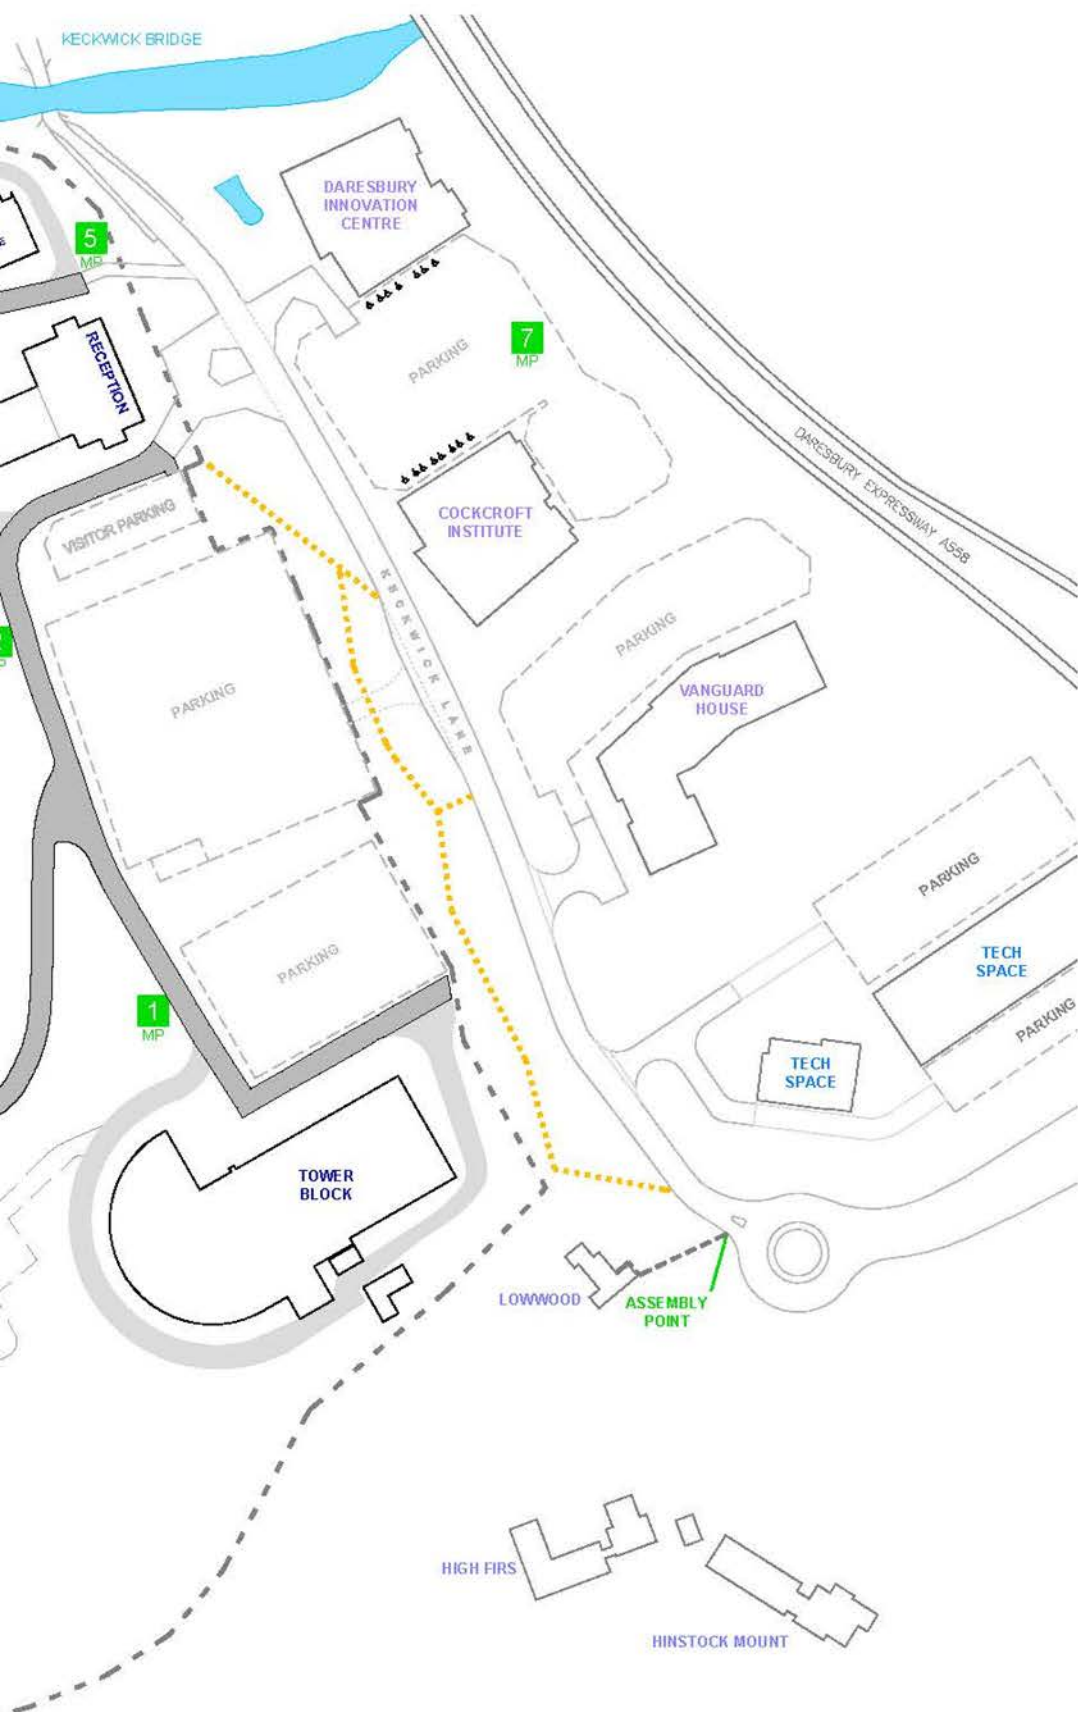 KECKWICK BRIDGE
DARESBURY
INNOVATION
CENTRE
5
MP
7
MP
PARKING
RECEPTION
DARESBURY EXPRESSWAY A558
COCKCROFT
INSTITUTE
VISITOR PARKING
KECKWICK LANE
PARKING
PARKING
VANGUARD
HOUSE
PARKING
TECH
SPACE
PARKING
PARKING
1
MP
TECH
SPACE
TOWER
BLOCK
LOWWOOD
ASSEMBLY
POINT
HIGH FIRS
HINSTOCK MOUNT